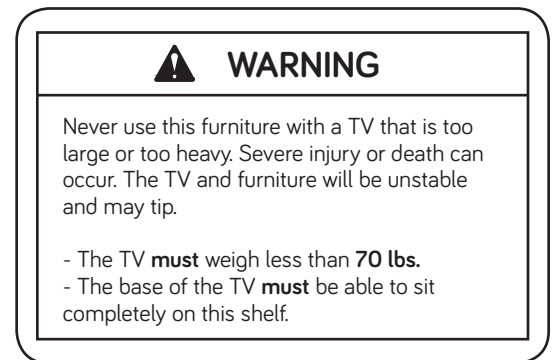 WARNING
Never use this furniture with a TV that is too
large or too heavy. Severe injury or death can
occur. The TV and furniture will be unstable
and may tip.
- The TV must weigh less than 70 lbs.
- The base of the TV must be able to sit
completely on this shelf.